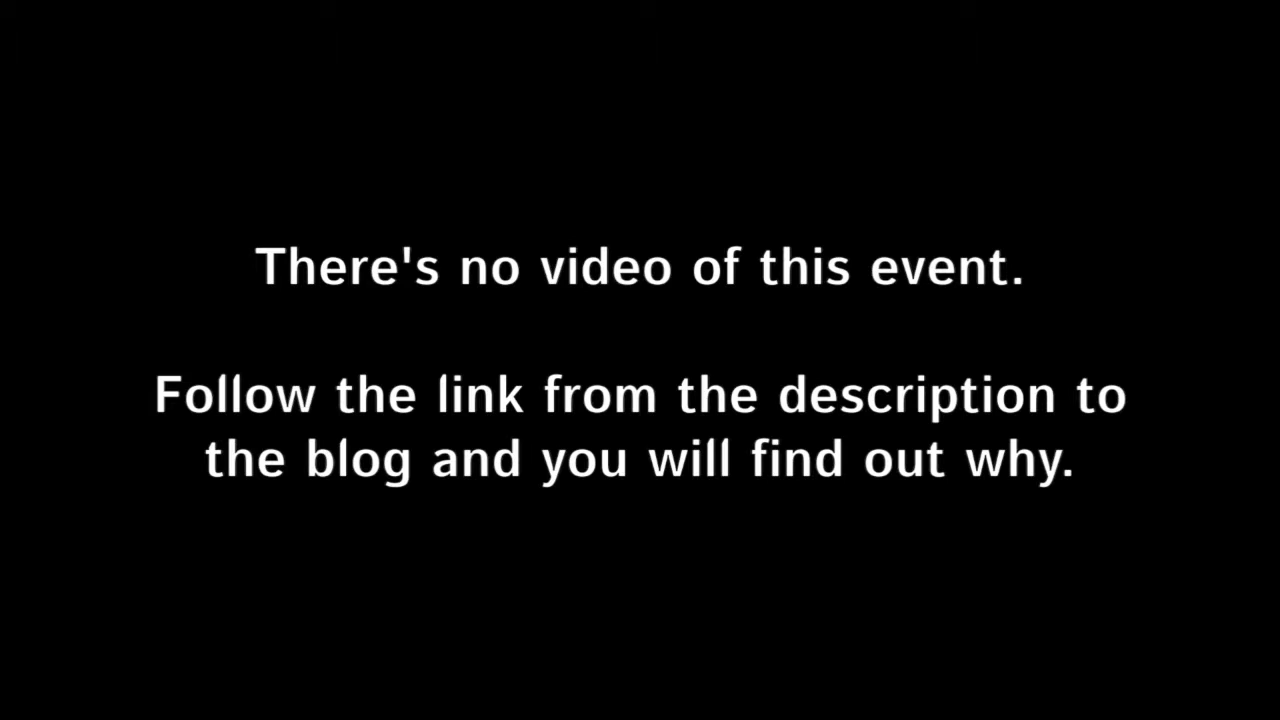 There's no video of this event.
Follow the link from the description to
the blog and you will find out why.